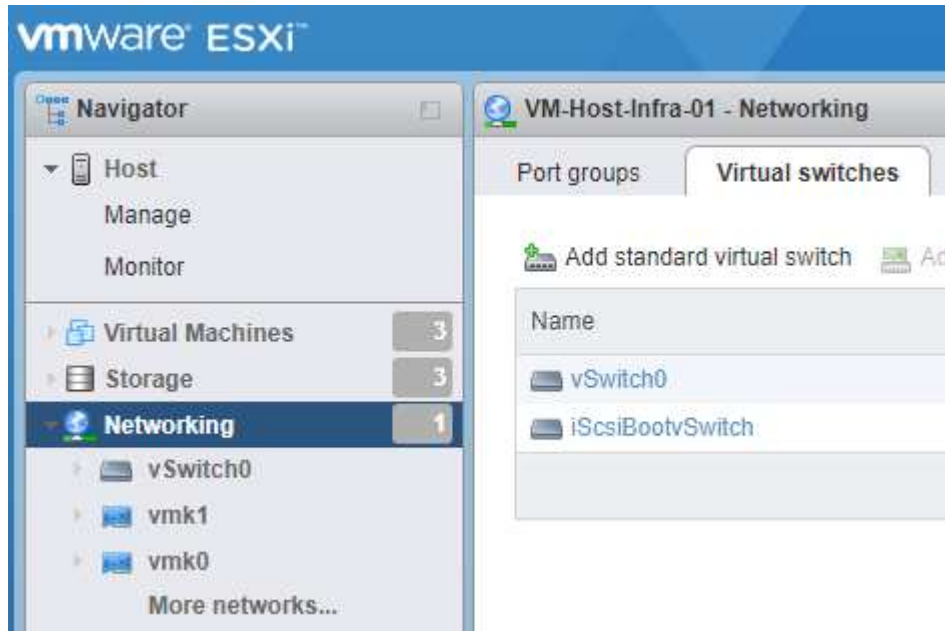 vmware ESXi™
Navigator
Host
Manage
Monitor
Virtual Machines 3
Storage 3
Networking 1
vSwitch0
vmk1
vmk0
More networks...
VM-Host-Infra-01 - Networking
Port groups Virtual switches
Add standard virtual switch
Name
vSwitch0
iScsiBootvSwitch